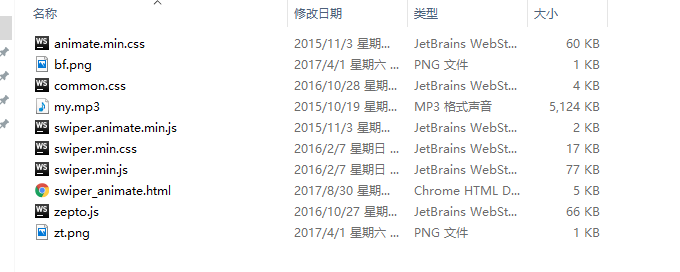 名称 修改日期 类型 大小
animate.min.css 2015/11/3 星期... JetBrains WebSt... 60 KB
bf.png 2017/4/1 星期六 ... PNG 文件 1 KB
common.css 2016/10/28 星期... JetBrains WebSt... 4 KB
my.mp3 2015/10/19 星期... MP3 格式声音 5,124 KB
swiper.animate.min.js 2015/11/3 星期... JetBrains WebSt... 2 KB
swiper.min.css 2016/2/7 星期日 ... JetBrains WebSt... 17 KB
swiper.min.js 2016/2/7 星期日 ... JetBrains WebSt... 77 KB
swiper_animate.html 2017/8/30 星期... Chrome HTML D... 5 KB
zepto.js 2016/10/27 星期... JetBrains WebSt... 66 KB
zt.png 2017/4/1 星期六 ... PNG 文件 1 KB